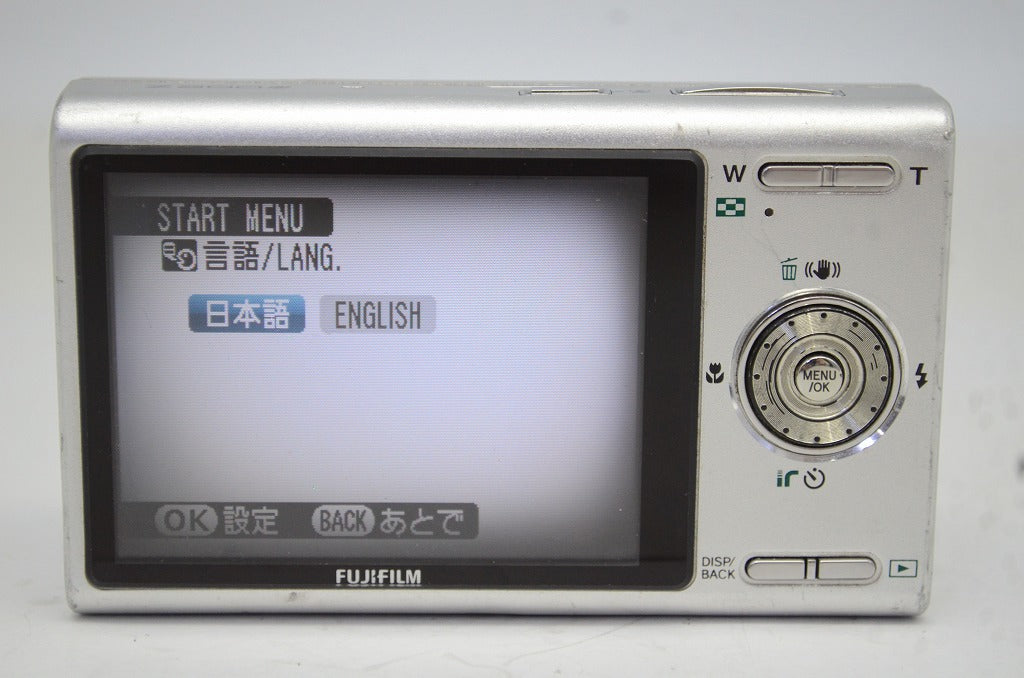 START MENU
言語/LANG.
日本語 ENGLISH
OK 設定 BACK あとで
FUJIFILM
W T
MENU
/OK
DISP/
BACK